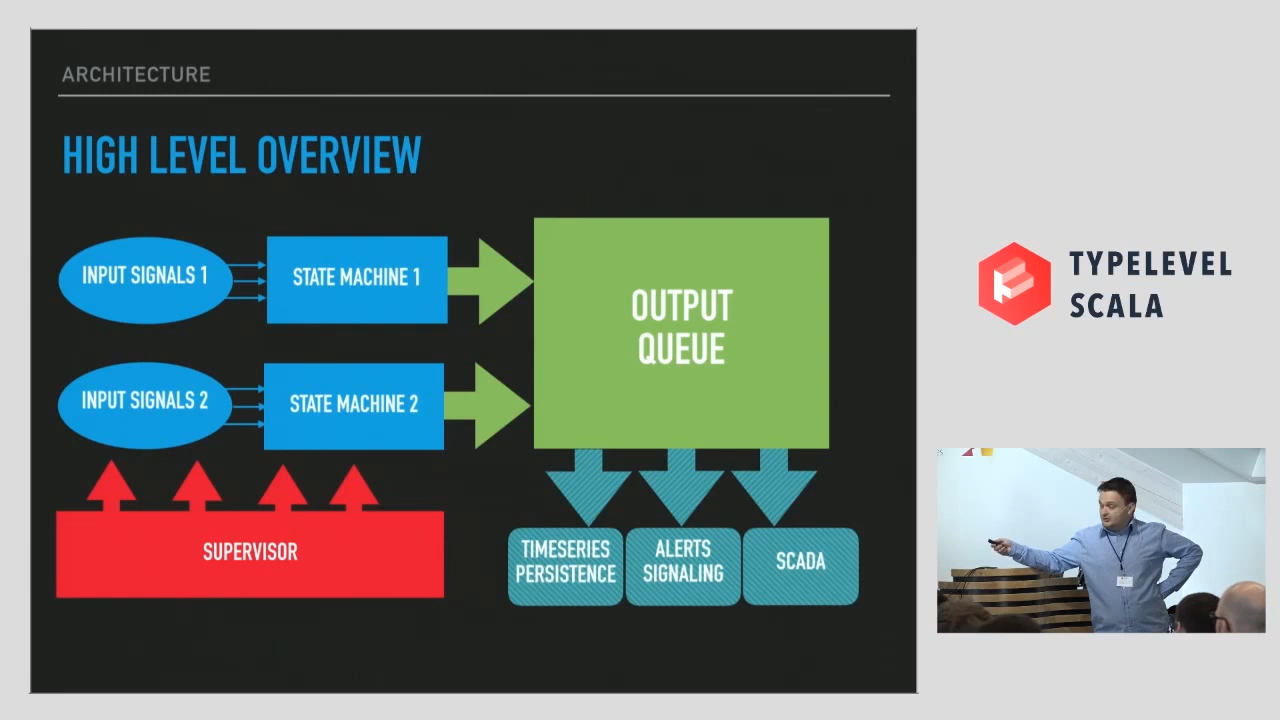 ARCHITECTURE
HIGH LEVEL OVERVIEW
INPUT SIGNALS 1
STATE MACHINE 1
OUTPUT
QUEUE
INPUT SIGNALS 2
STATE MACHINE 2
SUPERVISOR
TIMESERIES
PERSISTENCE
ALERTS
SIGNALING
SCADA
TYPELEVEL
SCALA